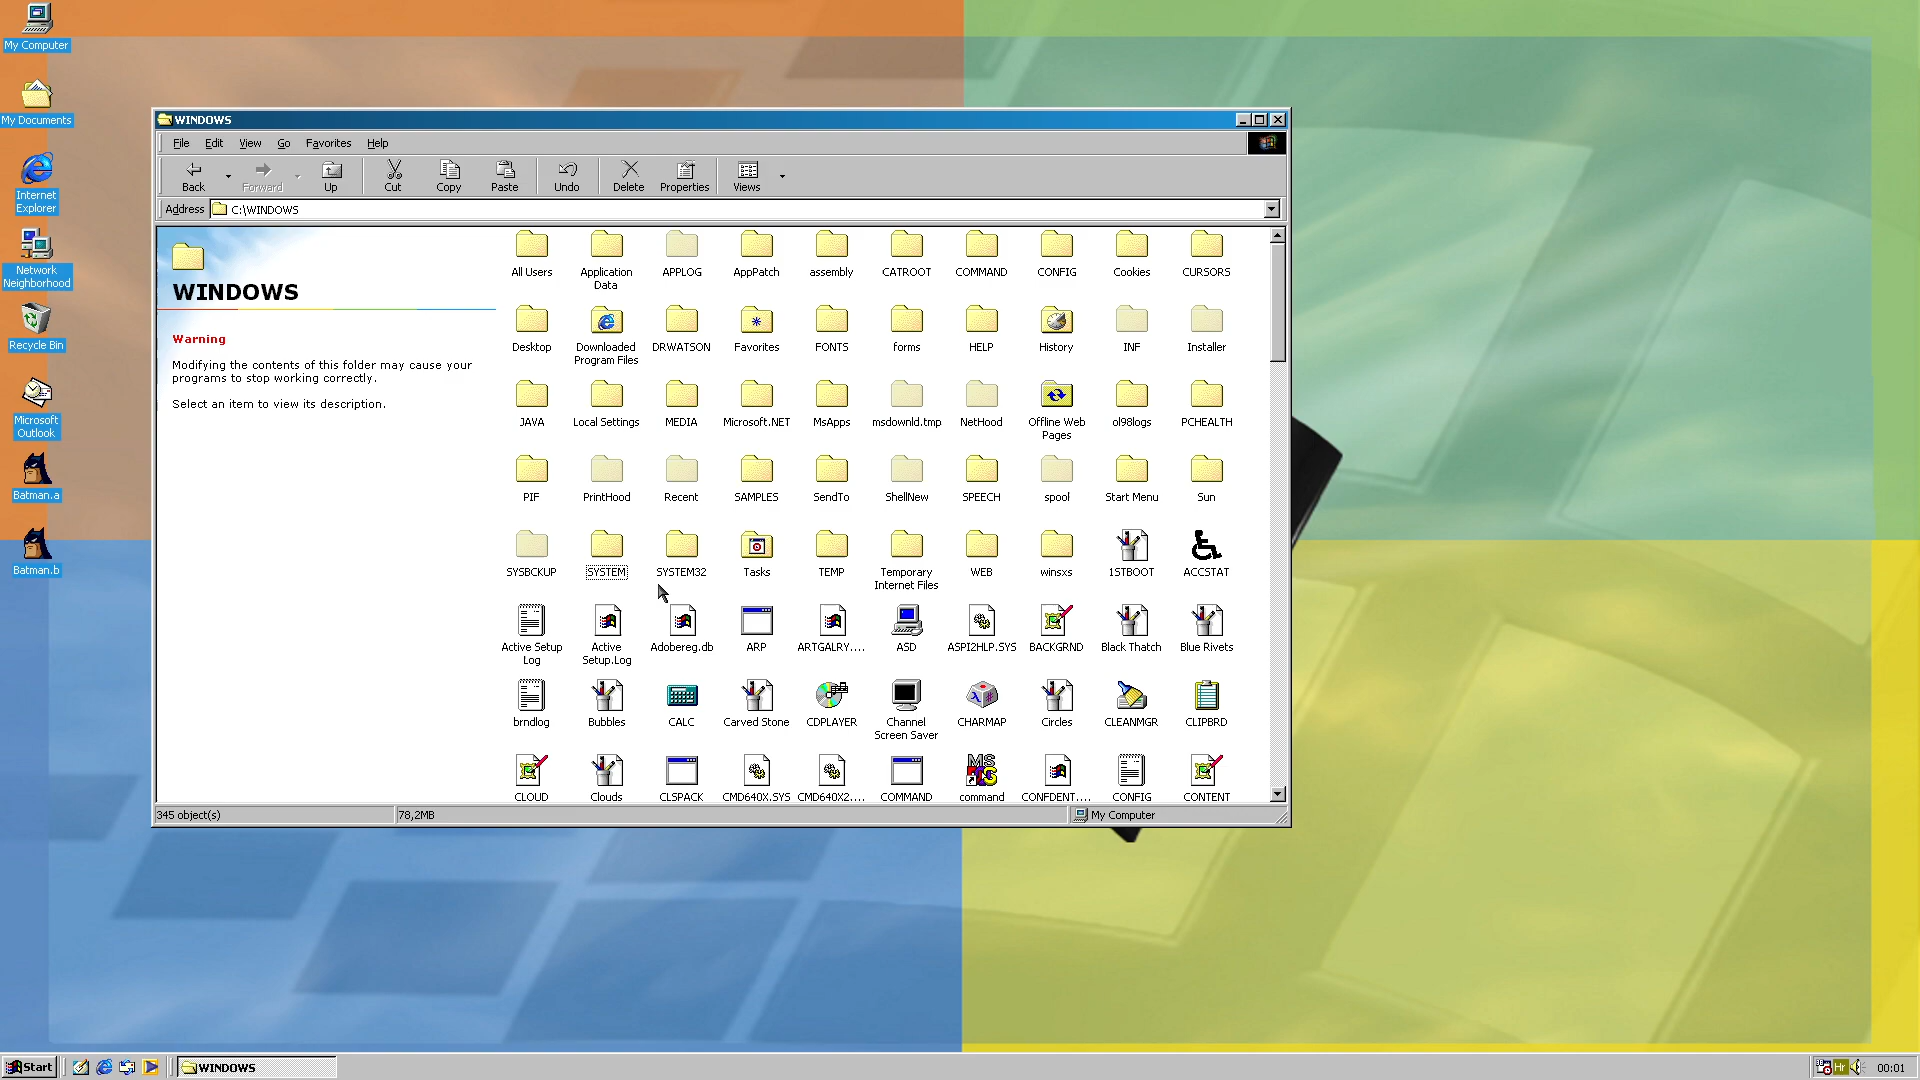 My Computer
My Documents
Internet
Explorer
Network
Neighborhood
Recycle Bin
Microsoft
Outlook
Batman.a
Batman.b
WINDOWS
File Edit View Go Favorites Help
Back Forward Up Cut Copy Paste Undo Delete Properties Views
Address C:\WINDOWS
WINDOWS
Warning
Modifying the contents of this folder may cause your
programs to stop working correctly.
Select an item to view its description.
All Users Application APPLOG AppPatch assembly CATROOT COMMAND CONFIG Cookies CURSORS
Data
Desktop Downloaded DRWATSON Favorites FONTS forms HELP History INF Installer
Program Files
JAVA Local Settings MEDIA Microsoft.NET MsApps msdownld.tmp NetHood Offline Web ol98logs PCHEALTH
Pages
PIF PrintHood Recent SAMPLES SendTo ShellNew SPEECH spool Start Menu Sun
SYSBCKUP SYSTEM SYSTEM32 Tasks TEMP Temporary WEB winsxs 1STBOOT ACCSTAT
Internet Files
Active Setup Active Adobereg.db ARP ARTGALRY.... ASD ASPI2HLP.SYS BACKGRND Black Thatch Blue Rivets
Log Setup.Log
brndlog Bubbles CALC Carved Stone CDPLAYER Channel CHARMAP Circles CLEANMGR CLIPBRD
Screen Saver
MS
CLOUD Clouds CLSPACK CMD640X.SYS CMD640X2.... COMMAND command CONFDENT.... CONFIG CONTENT
345 object(s) 78,2MB My Computer
Start WINDOWS Hr 00:01